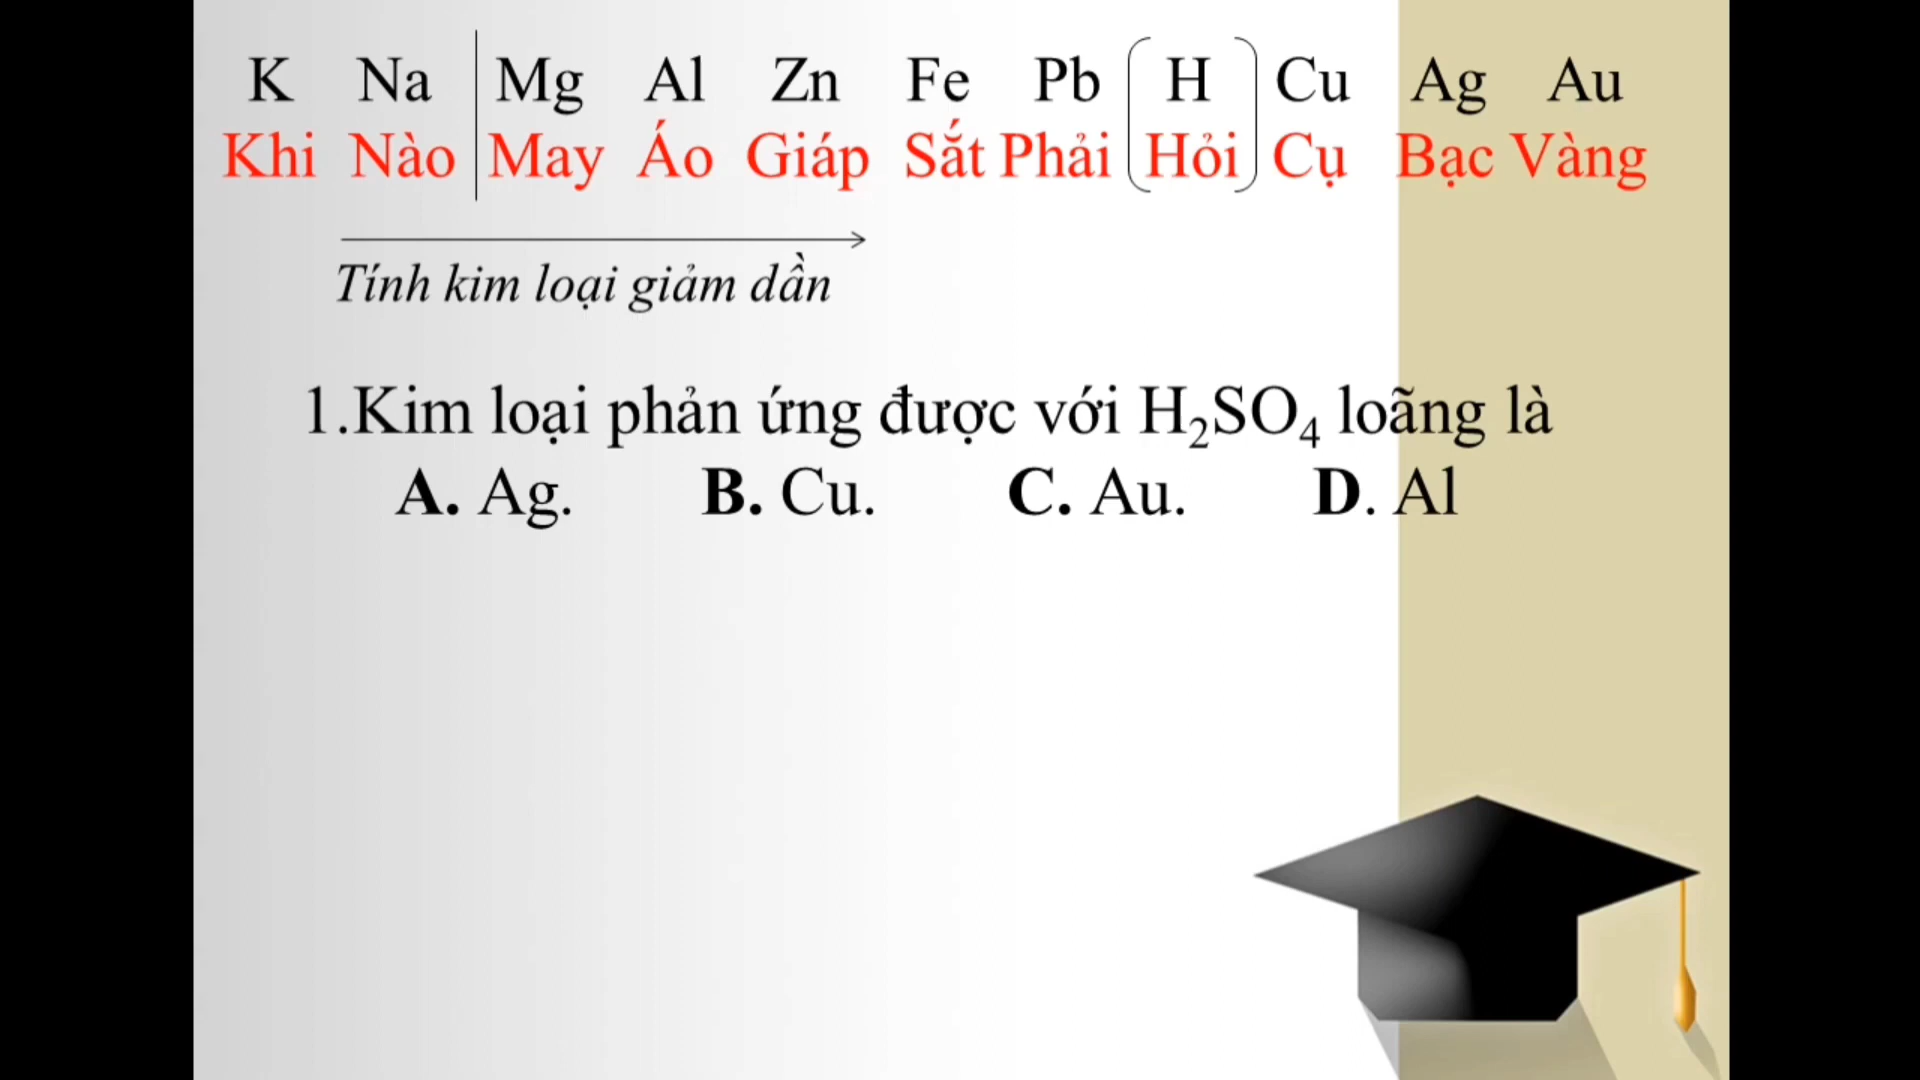 K Na Mg Al Zn Fe Pb H Cu Ag Au
Khi Nào May Áo Giáp Sắt Phải Hỏi Cụ Bạc Vàng
Tính kim loại giảm dần
1.Kim loại phản ứng được với H₂SO₄ loãng là
A. Ag. B. Cu. C. Au. D. Al